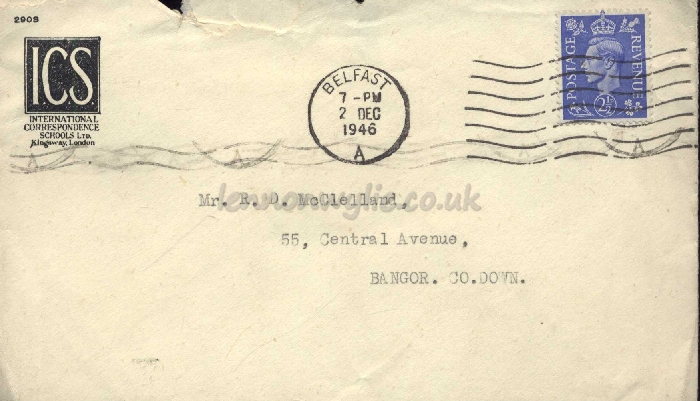 2908
ICS
INTERNATIONAL
CORRESPONDENCE
SCHOOLS LTD.
Kingsway, London
BELFAST
7-PM
2 DEC
1946
A
POSTAGE
REVENUE
2½
Mr. R. D. McClelland,
lennonwylie.co.uk
55, Central Avenue,
BANGOR. CO.DOWN.